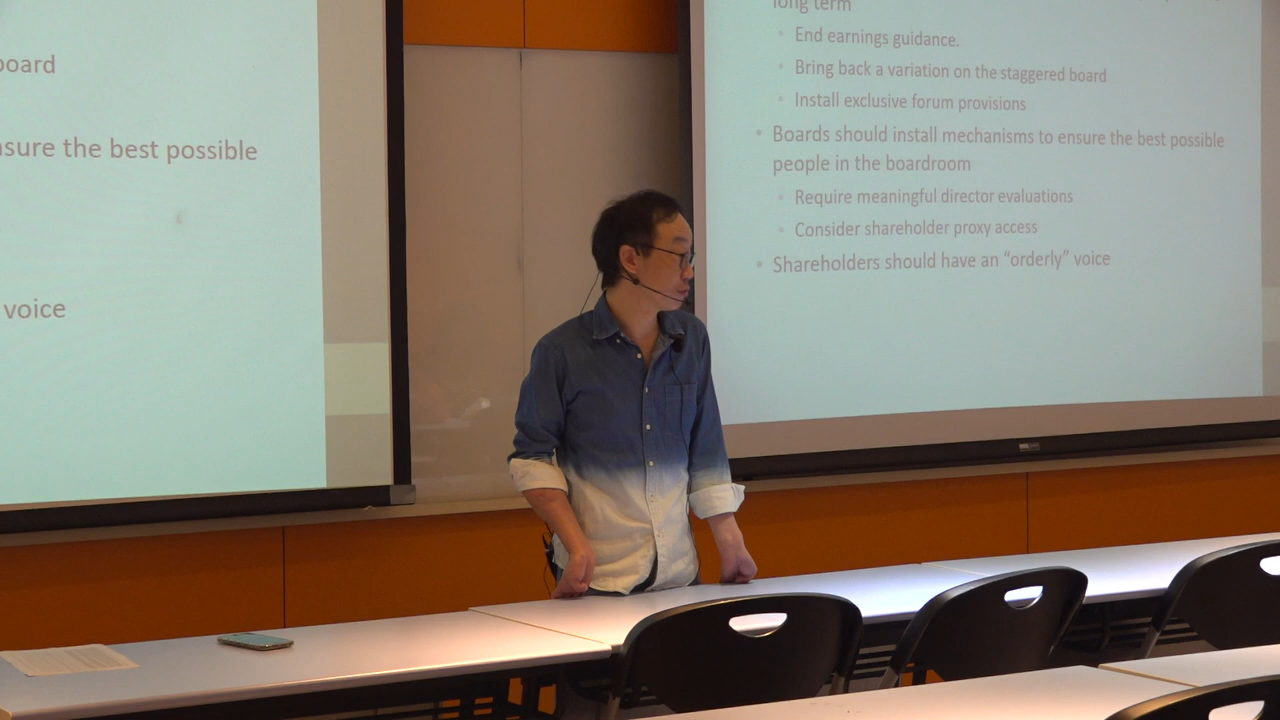 board
nsure the best possible
voice
long term
End earnings guidance.
Bring back a variation on the staggered board
Install exclusive forum provisions
Boards should install mechanisms to ensure the best possible
people in the boardroom
Require meaningful director evaluations
Consider shareholder proxy access
Shareholders should have an “orderly” voice